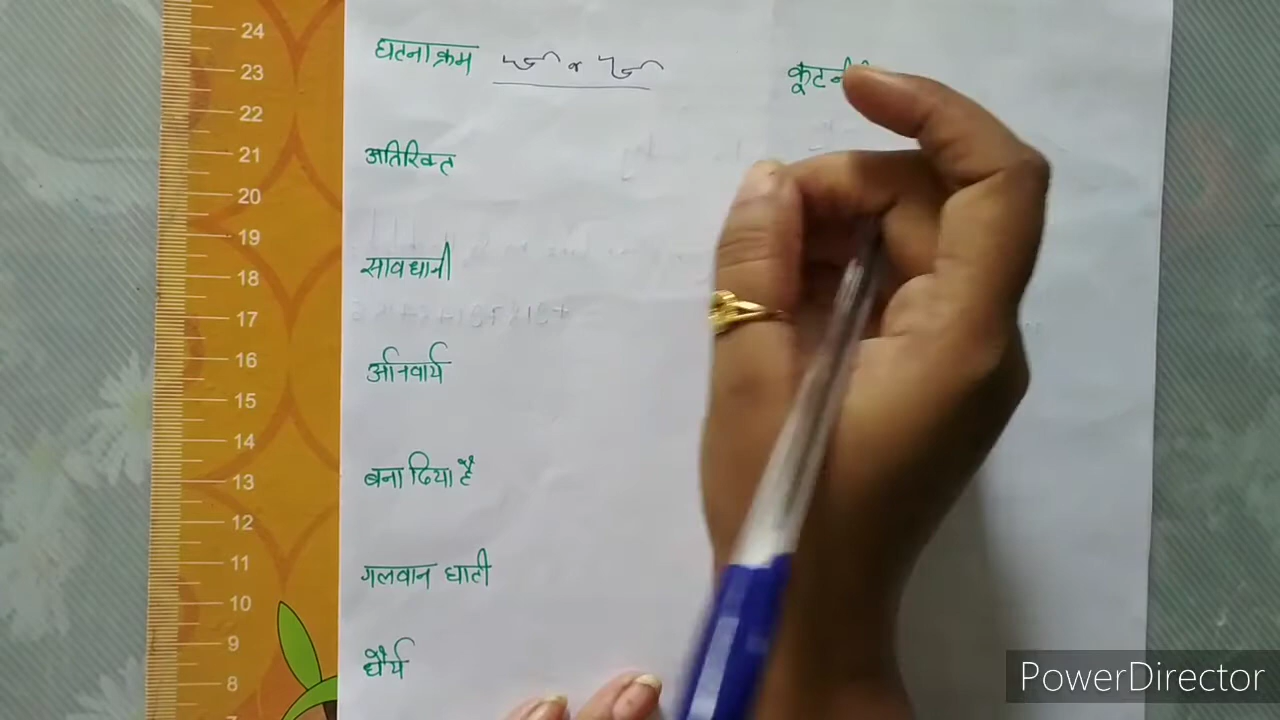 घटनाक्रम
अतिरिक्त
सावधानी
अनिवार्य
बना दिया है
गलवान घाटी
धैर्य
24
23
22
21
20
19
18
17
16
15
14
13
12
11
10
9
8
PowerDirector